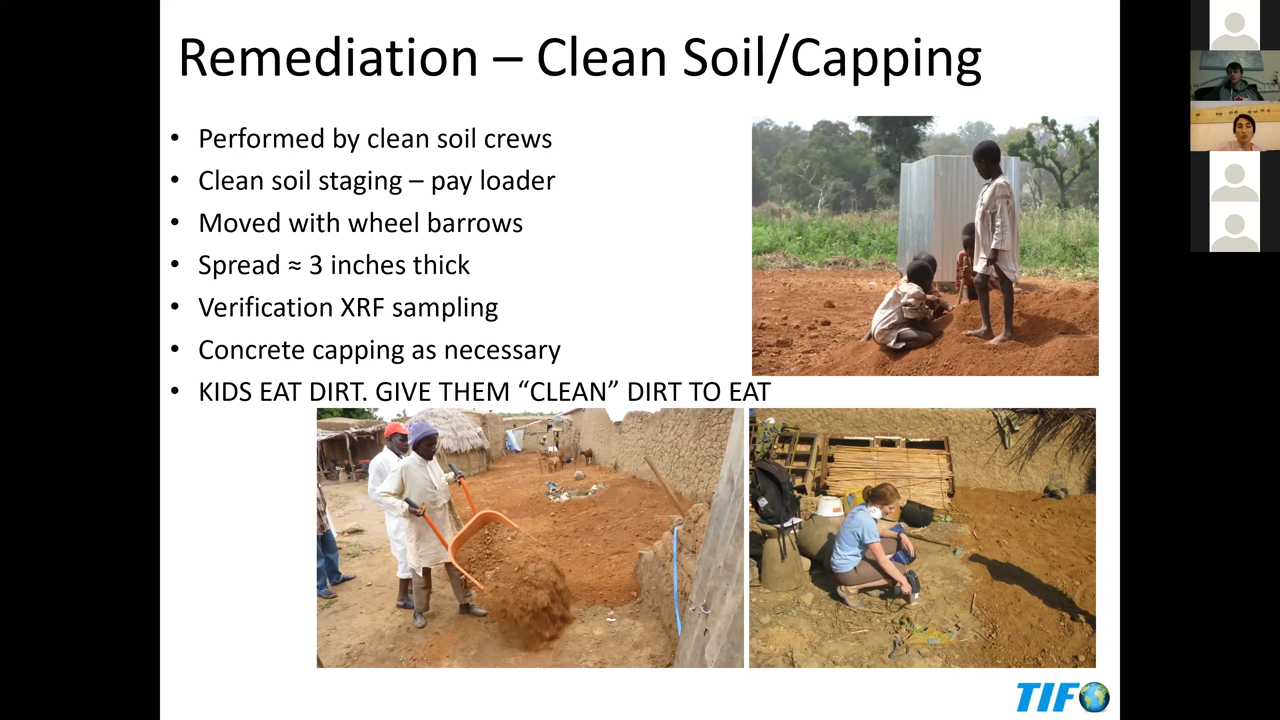 Remediation – Clean Soil/Capping
• Performed by clean soil crews
• Clean soil staging – pay loader
• Moved with wheel barrows
• Spread ≈ 3 inches thick
• Verification XRF sampling
• Concrete capping as necessary
• KIDS EAT DIRT. GIVE THEM “CLEAN” DIRT TO EAT
TIFO